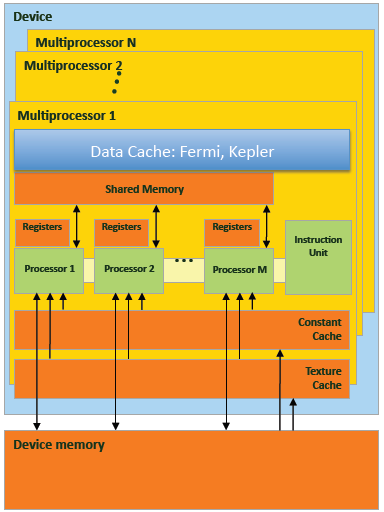 Device
Multiprocessor N
Multiprocessor 2
Multiprocessor 1
Data Cache: Fermi, Kepler
Shared Memory
Registers
Registers
Registers
Instruction
Unit
Processor 1
Processor 2
Processor M
Constant
Cache
Texture
Cache
Device memory